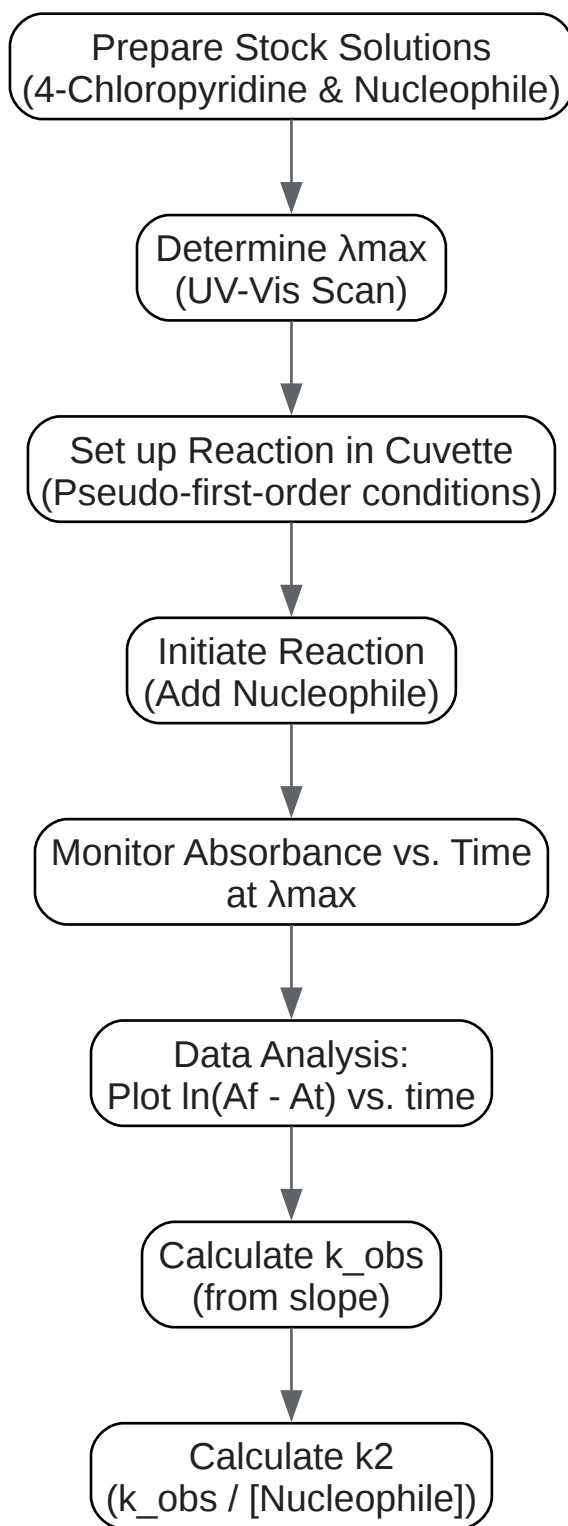 Prepare Stock Solutions
(4-Chloropyridine & Nucleophile)
Determine λmax
(UV-Vis Scan)
Set up Reaction in Cuvette
(Pseudo-first-order conditions)
Initiate Reaction
(Add Nucleophile)
Monitor Absorbance vs. Time
at λmax
Data Analysis:
Plot ln(Af - At) vs. time
Calculate k_obs
(from slope)
Calculate k2
(k_obs / [Nucleophile])